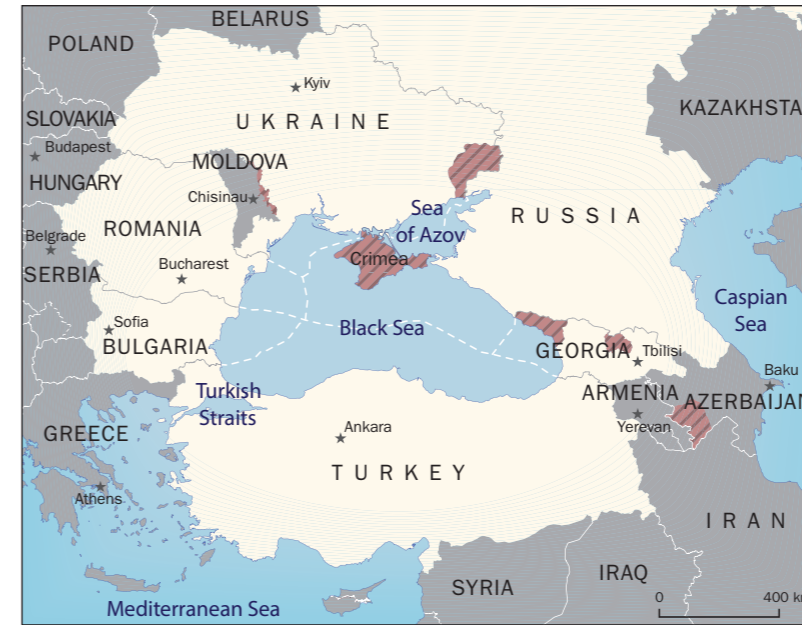 BELARUS
POLAND
Kyiv
KAZAKHSTA
SLOVAKIA
UKRAINE
Budapest
MOLDOVA
HUNGARY
Chisinau
Sea
of Azov
RUSSIA
ROMANIA
Belgrade
Crimea
SERBIA
Bucharest
Caspian
Sea
Sofia
Black Sea
BULGARIA
GEORGIA
Tbilisi
Baku
Turkish
Straits
ARMENIA
AZERBAIJAN
Yerevan
GREECE
Ankara
TURKEY
Athens
IRAN
IRAQ
SYRIA
Mediterranean Sea
0
400 km